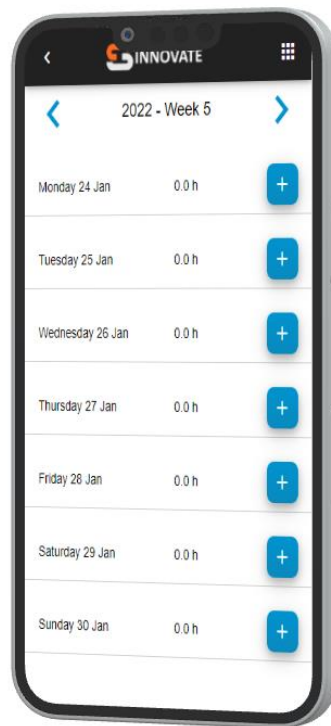 INNOVATE
2022 - Week 5
Monday 24 Jan 0.0 h +
Tuesday 25 Jan 0.0 h +
Wednesday 26 Jan 0.0 h +
Thursday 27 Jan 0.0 h +
Friday 28 Jan 0.0 h +
Saturday 29 Jan 0.0 h +
Sunday 30 Jan 0.0 h +